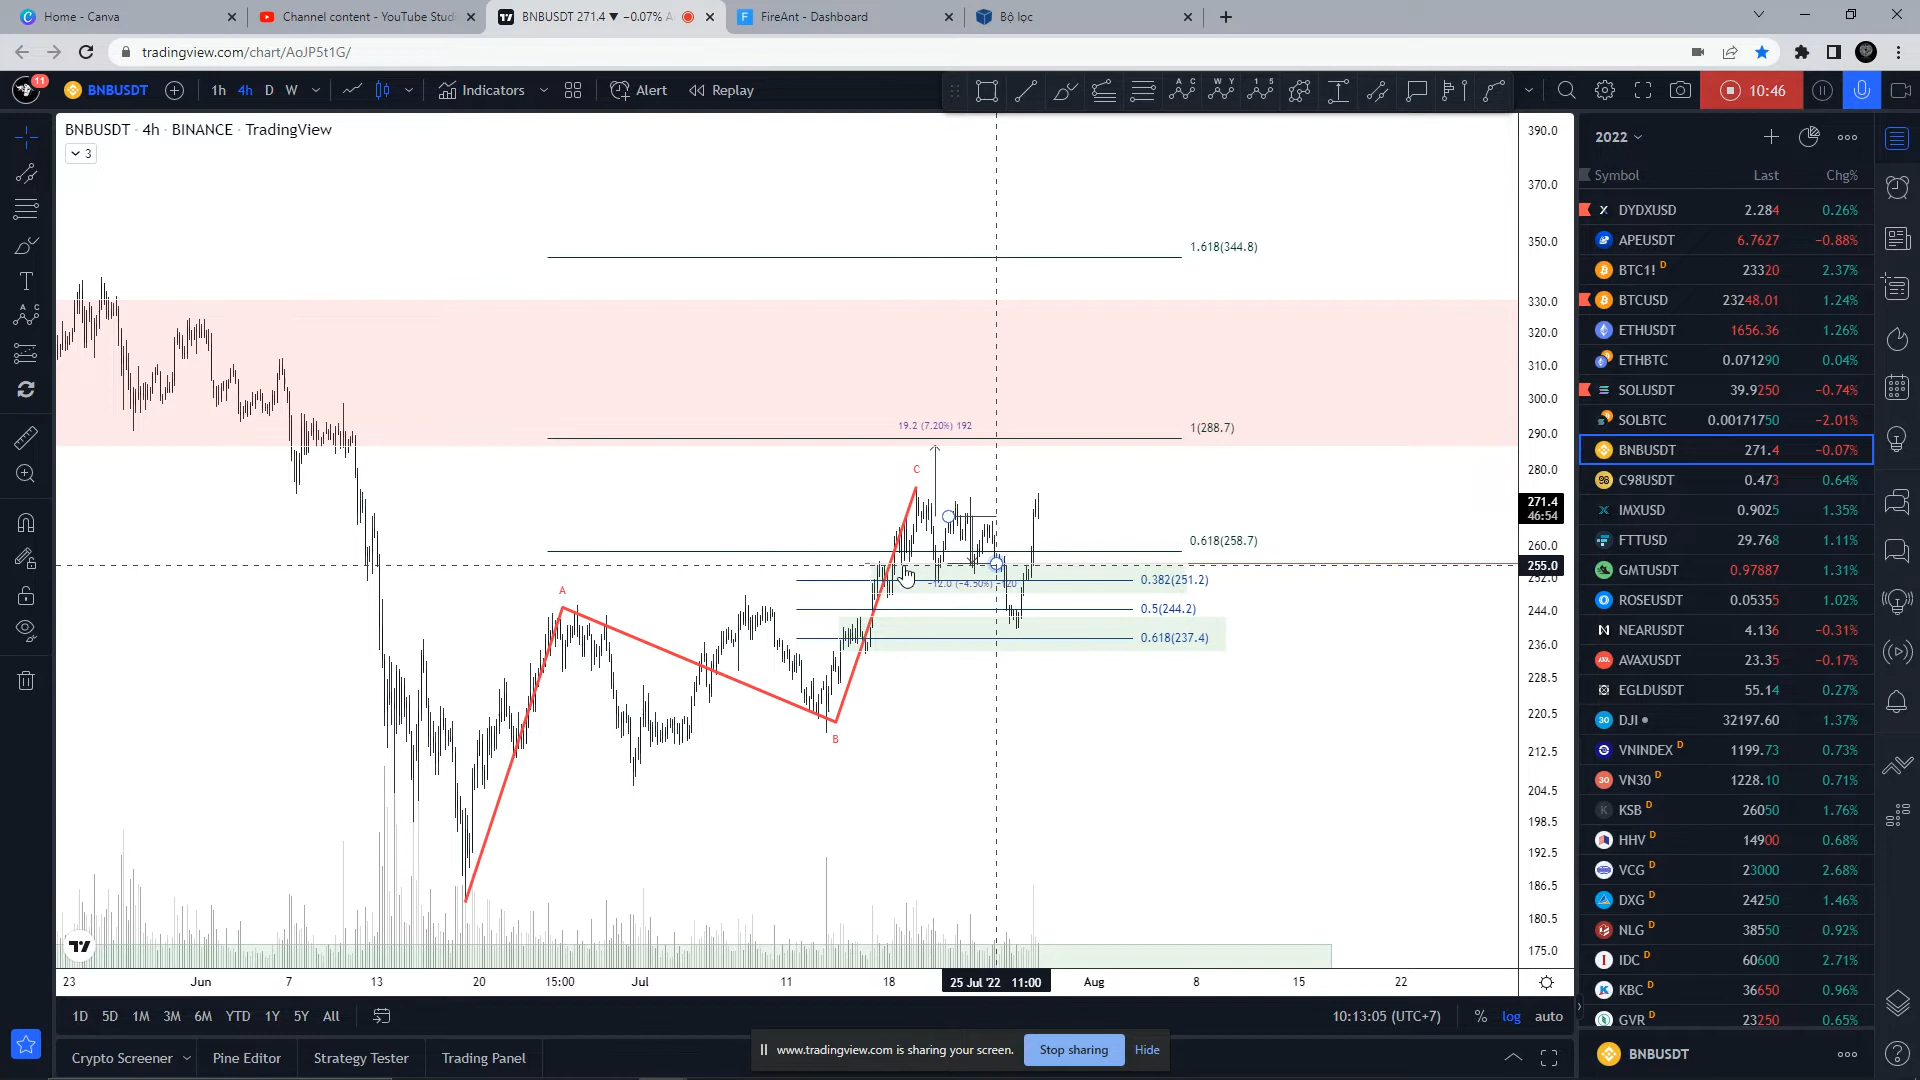 Home - Canva
Channel content - YouTube Studi
BNBUSDT 271.4 ▼ −0.07%
FireAnt - Dashboard
Bộ lọc
tradingview.com/chart/AoJP5t1G/
11
BNBUSDT
1h 4h D W
Indicators
Alert
Replay
10:46
BNBUSDT · 4h · BINANCE · TradingView
3
1.618(344.8)
19.2 (7.20%) 192
1(288.7)
C
0.618(258.7)
0.382(251.2)
−12.0 (−4.50%) −120
A
0.5(244.2)
0.618(237.4)
B
390.0
370.0
350.0
330.0
320.0
310.0
300.0
290.0
280.0
271.4
46:54
260.0
255.0
252.0
244.0
236.0
228.5
220.5
212.5
204.5
198.5
192.5
186.5
180.5
175.0
23 Jun 7 13 20 15:00 Jul 11 18 25 Jul '22 11:00 Aug 8 15 22
1D 5D 1M 3M 6M YTD 1Y 5Y All
10:13:05 (UTC+7) % log auto
Crypto Screener
Pine Editor
Strategy Tester
Trading Panel
www.tradingview.com is sharing your screen.
Stop sharing
Hide
2022
Symbol Last Chg%
DYDXUSD 2.284 0.26%
APEUSDT 6.7627 −0.88%
BTC1! D 23320 2.37%
BTCUSD 23248.01 1.24%
ETHUSDT 1656.36 1.26%
ETHBTC 0.071290 0.04%
SOLUSDT 39.9250 −0.74%
SOLBTC 0.00171750 −2.01%
BNBUSDT 271.4 −0.07%
C98USDT 0.473 0.64%
IMXUSD 0.9025 1.35%
FTTUSD 29.768 1.11%
GMTUSDT 0.97887 1.31%
ROSEUSDT 0.05355 1.02%
NEARUSDT 4.136 −0.31%
AVAXUSDT 23.35 −0.17%
EGLDUSDT 55.14 0.27%
DJI 32197.60 1.37%
VNINDEX D 1199.73 0.73%
VN30 D 1228.10 0.71%
KSB D 26050 1.76%
HHV D 14900 0.68%
VCG D 23000 2.68%
DXG D 24250 1.46%
NLG D 38550 0.92%
IDC D 60600 2.71%
KBC D 36650 0.96%
GVR D 23250 0.65%
BNBUSDT